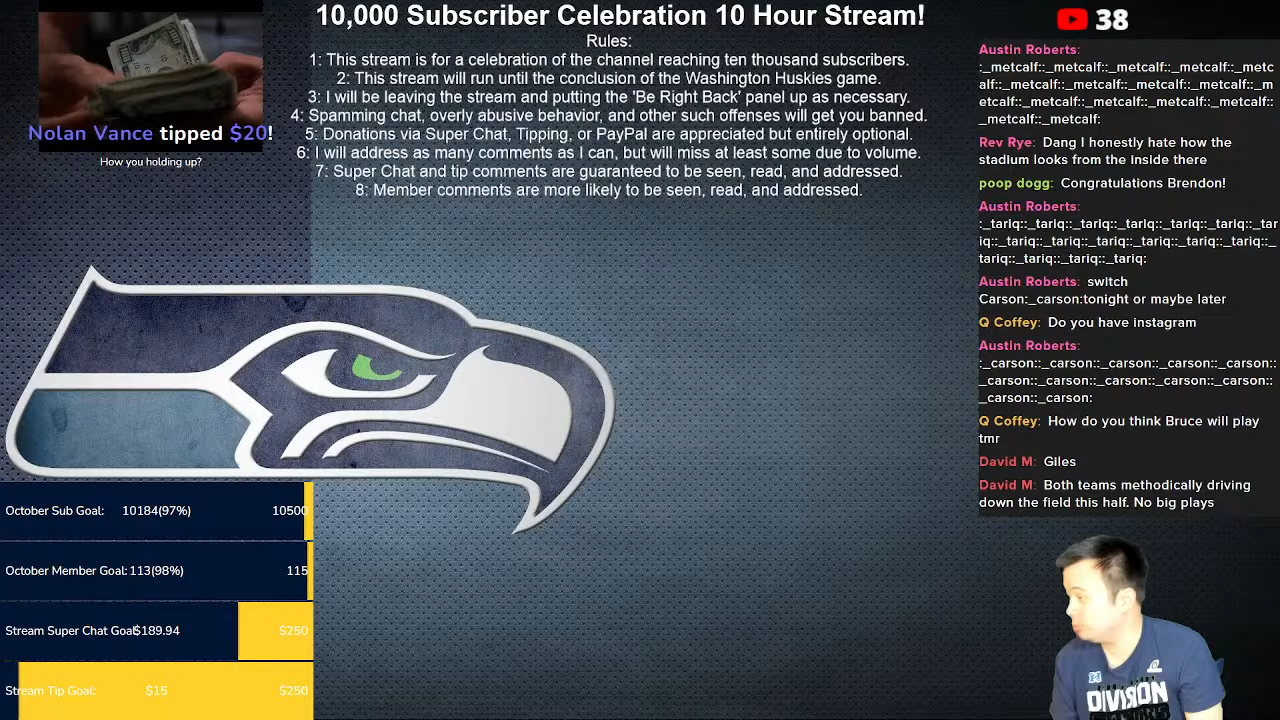 10,000 Subscriber Celebration 10 Hour Stream!
Rules:
1: This stream is for a celebration of the channel reaching ten thousand subscribers.
2: This stream will run until the conclusion of the Washington Huskies game.
3: I will be leaving the stream and putting the 'Be Right Back' panel up as necessary.
4: Spamming chat, overly abusive behavior, and other such offenses will get you banned.
5: Donations via Super Chat, Tipping, or PayPal are appreciated but entirely optional.
6: I will address as many comments as I can, but will miss at least some due to volume.
7: Super Chat and tip comments are guaranteed to be seen, read, and addressed.
8: Member comments are more likely to be seen, read, and addressed.
Nolan Vance tipped $20!
How you holding up?
38
Austin Roberts:
:_metcalf::_metcalf::_metcalf::_metcalf::_metc
alf::_metcalf::_metcalf::_metcalf::_metcalf::_m
etcalf::_metcalf::_metcalf::_metcalf::_metcalf::
_metcalf::_metcalf:
Rev Rye: Dang I honestly hate how the
stadium looks from the inside there
poop dogg: Congratulations Brendon!
Austin Roberts:
:_tariq::_tariq::_tariq::_tariq::_tariq::_tariq::_tar
iq::_tariq::_tariq::_tariq::_tariq::_tariq::_tariq::_
tariq::_tariq::_tariq::_tariq:
Austin Roberts: switch
Carson:_carson:tonight or maybe later
Q Coffey: Do you have instagram
Austin Roberts:
:_carson::_carson::_carson::_carson::_carson::
_carson::_carson::_carson::_carson::_carson::
_carson::_carson:
Q Coffey: How do you think Bruce will play
tmr
David M: GIles
David M: Both teams methodically driving
down the field this half. No big plays
October Sub Goal: 10184(97%) 10500
October Member Goal: 113(98%) 115
Stream Super Chat Goal: $189.94 $250
Stream Tip Goal: $15 $250
DIVISION